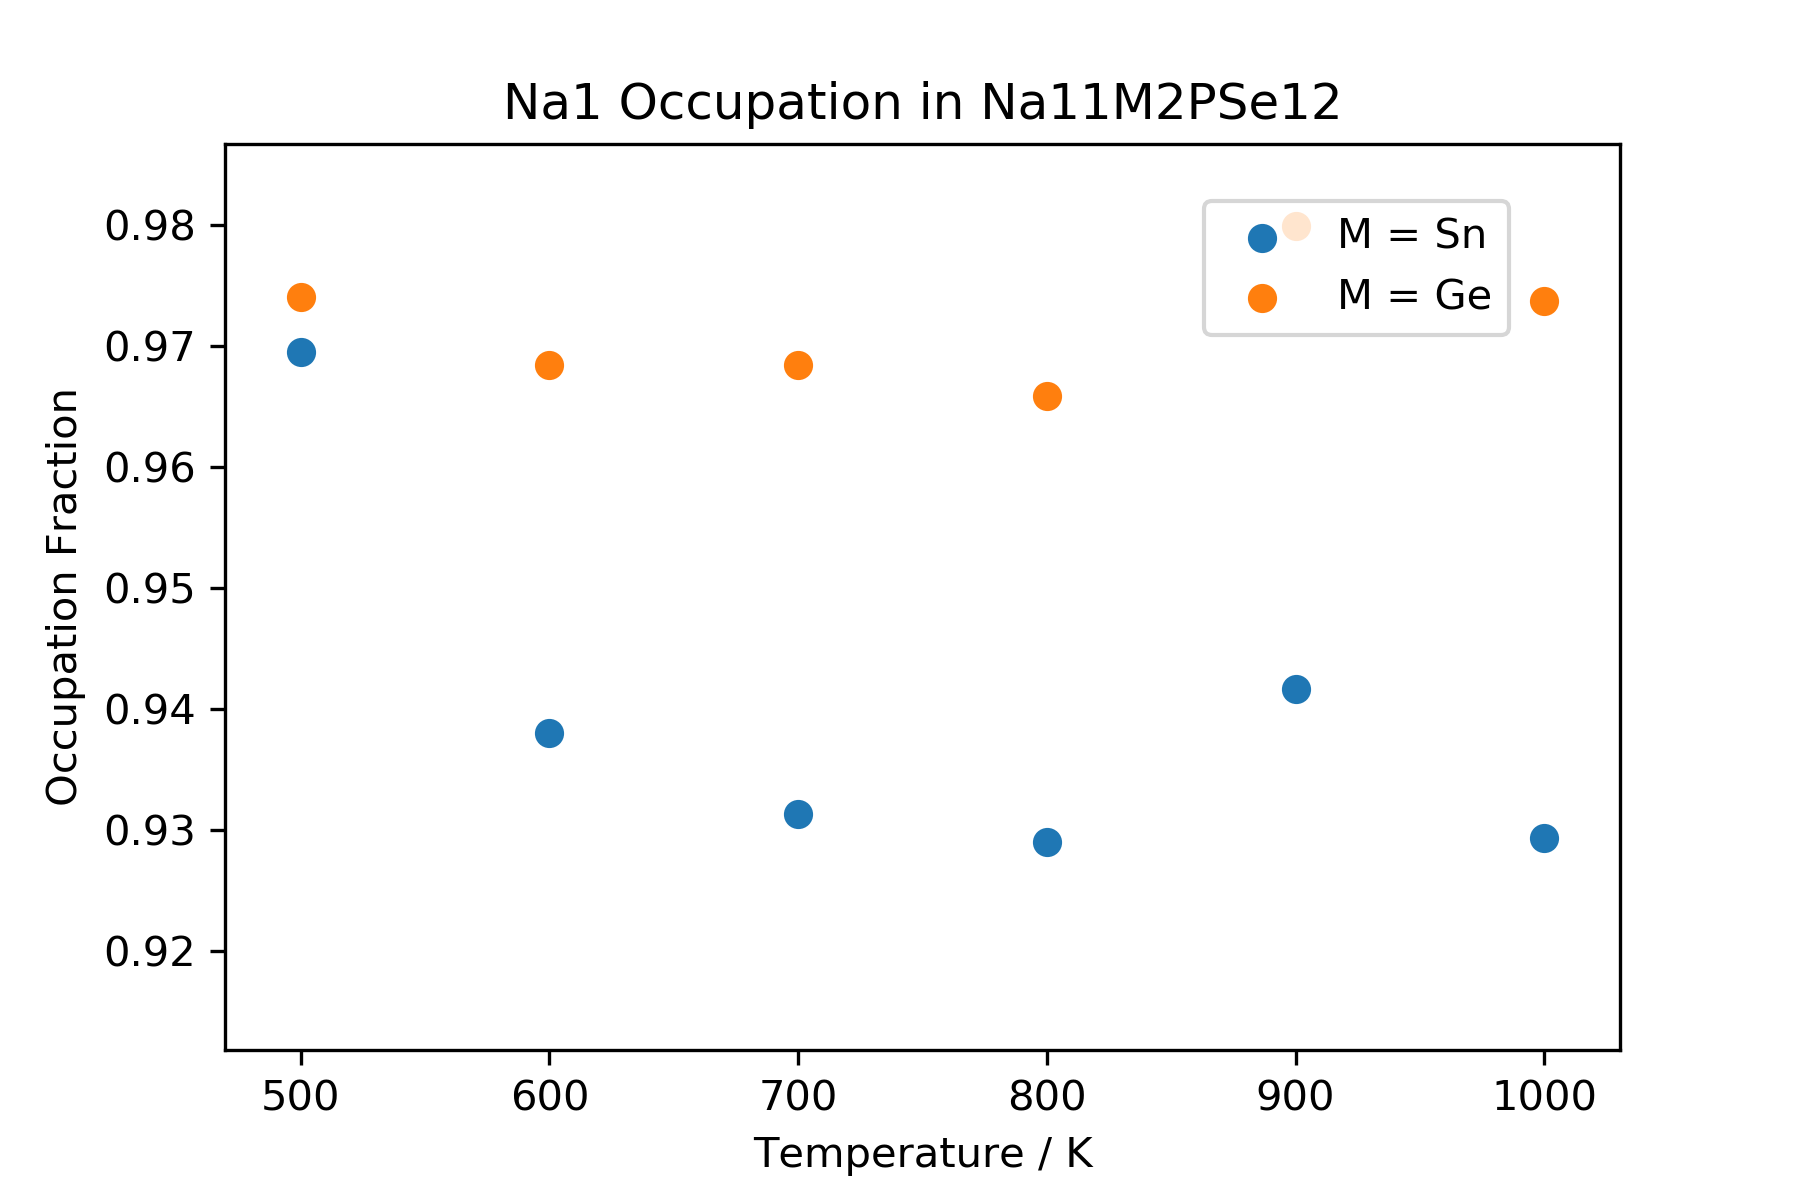 Na1 Occupation in Na11M2PSe12
M = Sn
M = Ge
0.98
0.97
0.96
0.95
0.94
0.93
0.92
Occupation Fraction
500 600 700 800 900 1000
Temperature / K